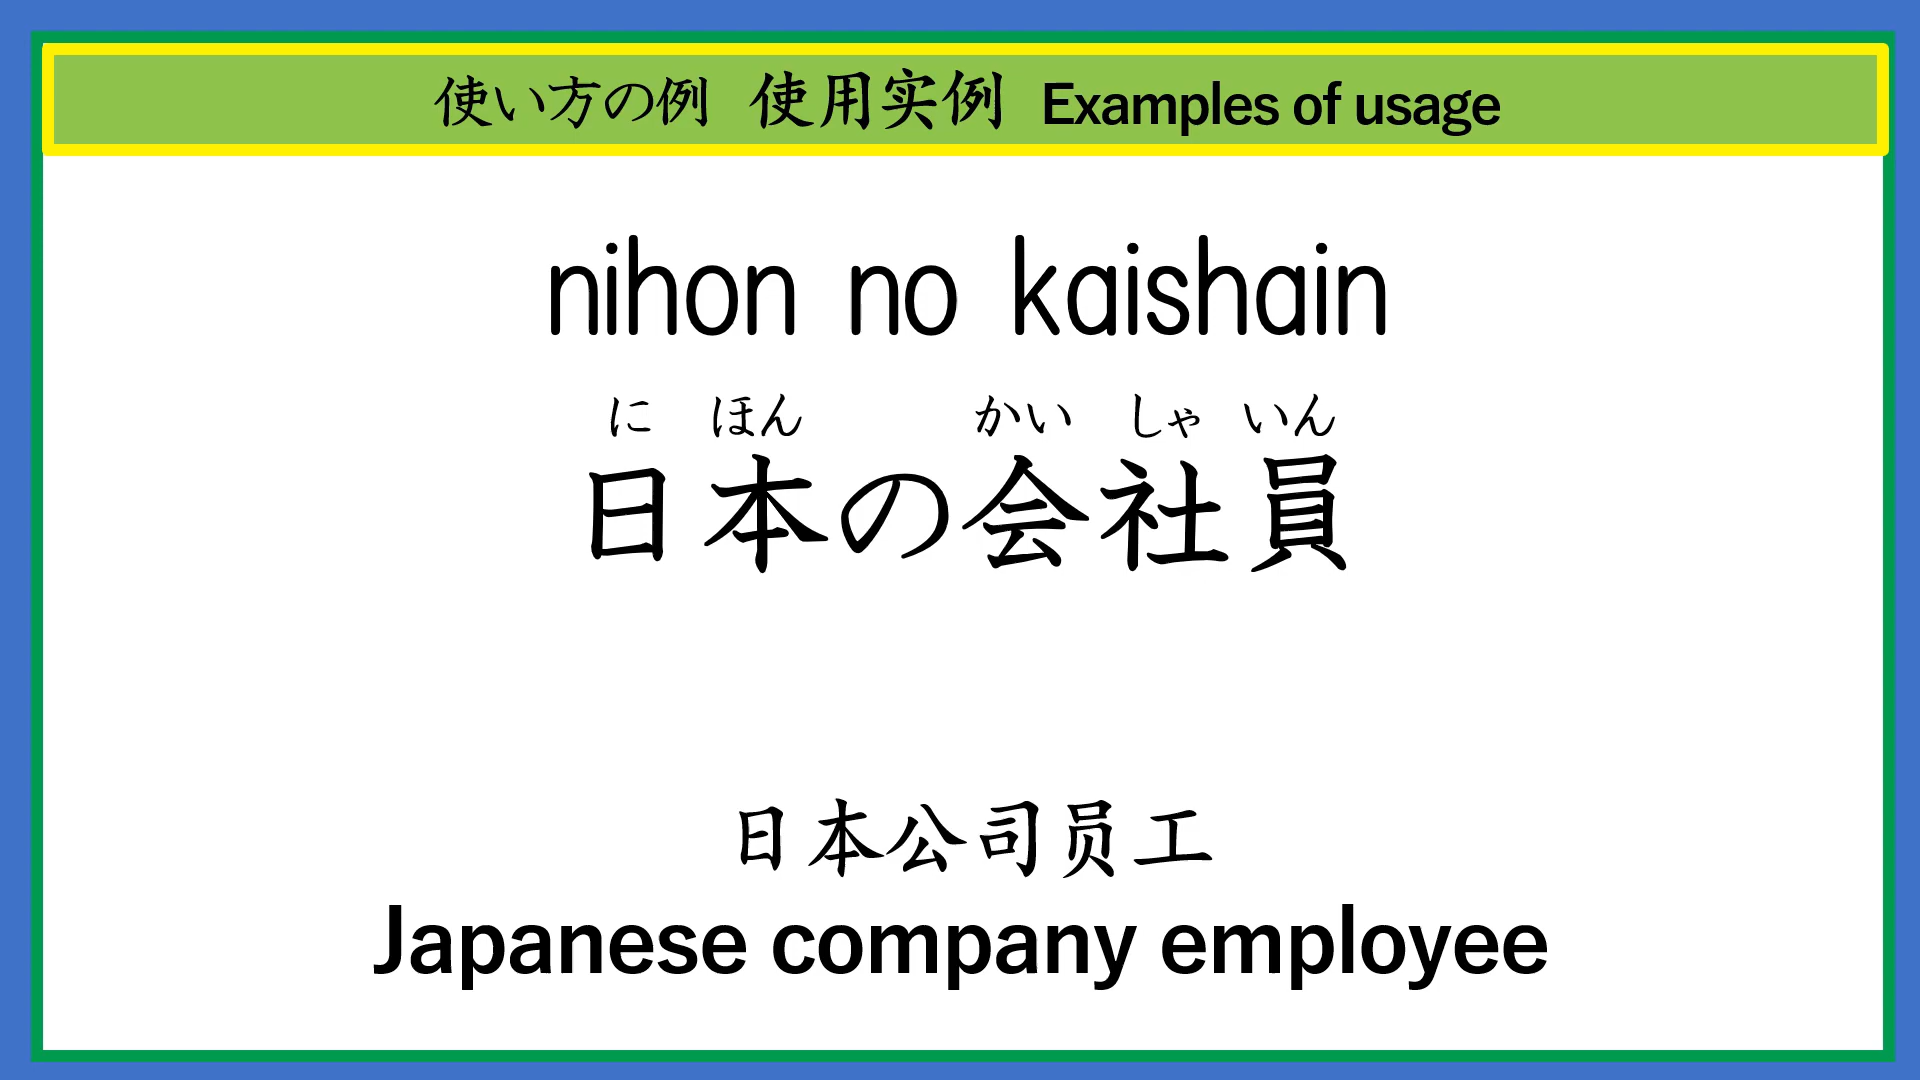 使い方の例 使用实例 Examples of usage
nihon no kaishain
に ほん かい しゃ いん
日本の会社員
日本公司员工
Japanese company employee